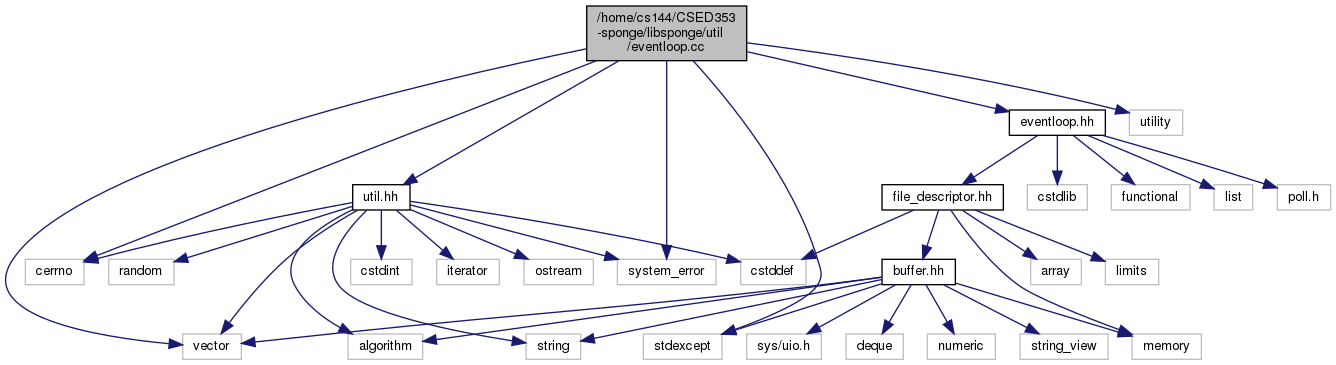 /home/cs144/CSED353
-sponge/libsponge/util
/eventloop.cc
eventloop.hh
utility
util.hh
file_descriptor.hh
cstdlib
functional
list
poll.h
cerrno
random
cstdint
iterator
ostream
system_error
cstddef
buffer.hh
array
limits
vector
algorithm
string
stdexcept
sys/uio.h
deque
numeric
string_view
memory